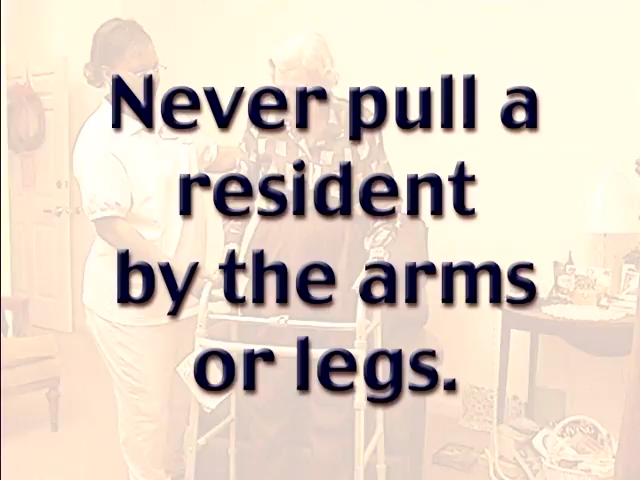 Never pull a
resident
by the arms
or legs.